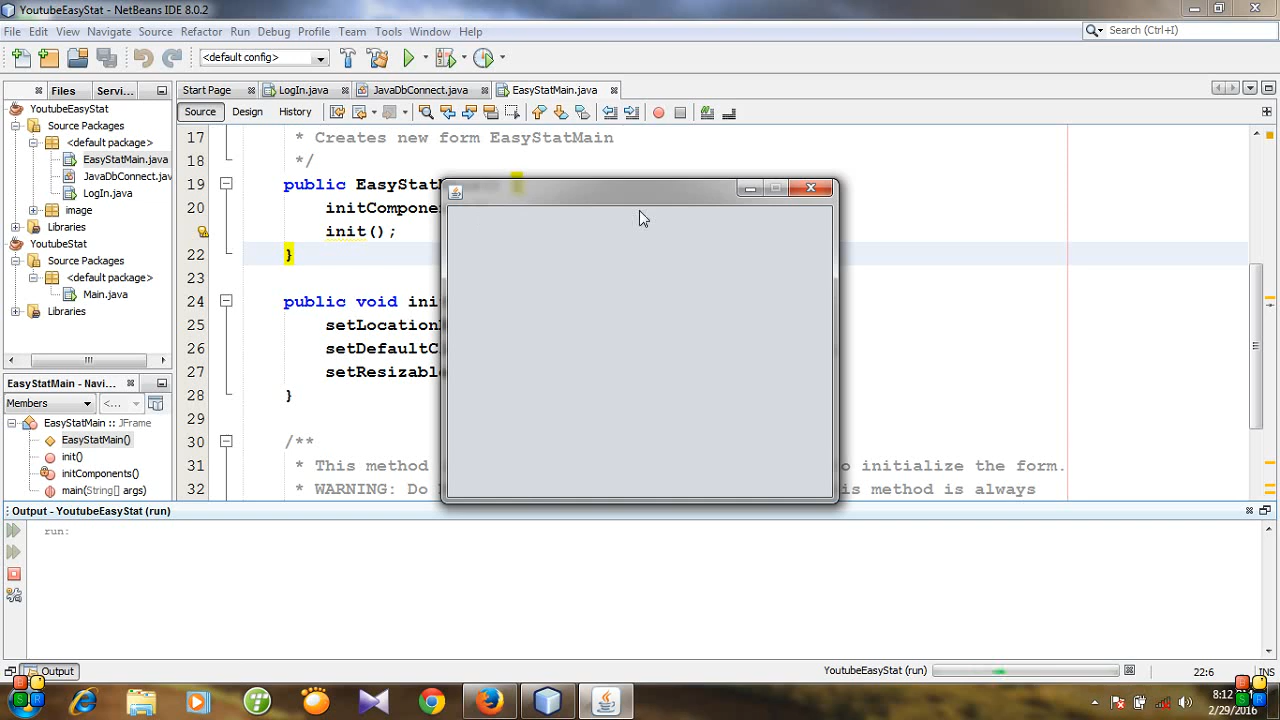 YoutubeEasyStat - NetBeans IDE 8.0.2
File Edit View Navigate Source Refactor Run Debug Profile Team Tools Window Help
Search (Ctrl+I)
<default config>
Files Servi...
Start Page LogIn.java JavaDbConnect.java EasyStatMain.java
Source Design History
YoutubeEasyStat
Source Packages
<default package>
EasyStatMain.java
JavaDbConnect.jav
LogIn.java
image
Libraries
YoutubeStat
Source Packages
<default package>
Main.java
Libraries
EasyStatMain - Navi...
Members <...
EasyStatMain :: JFrame
EasyStatMain()
init()
initComponents()
main(String[] args)
17 * Creates new form EasyStatMain
18 */
19 public EasyStat
20 initCompone
21 init();
22 }
23
24 public void ini
25 setLocation
26 setDefaultC
27 setResizabl
28 }
29
30 /**
31 * This method o initialize the form.
32 * WARNING: Do is method is always
Output - YoutubeEasyStat (run)
run:
Output
YoutubeEasyStat (run)
22:6 INS
8:12
2/29/2016